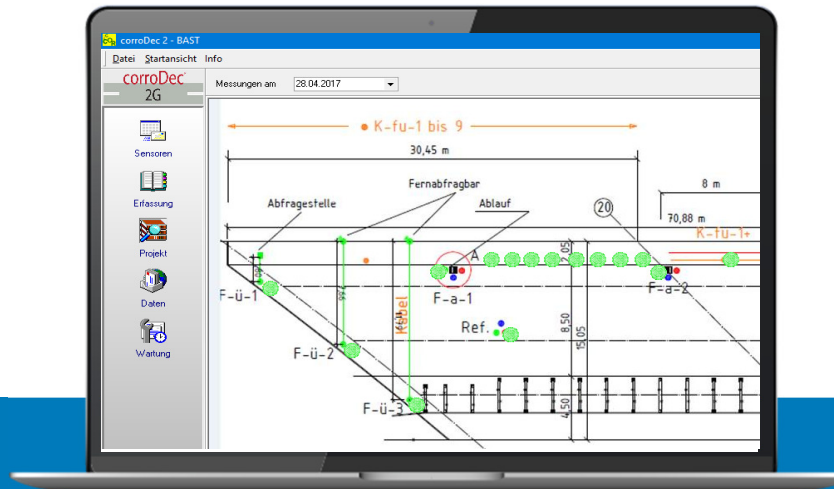 corroDec 2 - BAST
Datei Startansicht Info
corroDec
2G
Messungen am 28.04.2017
Sensoren
Erfassung
Projekt
Daten
Wartung
K-fu-1 bis 9
30,45 m
Fernabfragbar
8 m
Abfragestelle
Ablauf
20
70,88 m
K-fu-1+
A
2,05
F-ü-1
F-a-1
F-a-2
Kabel
Ref.
8,50
15,05
F-ü-2
F-ü-3
4,50